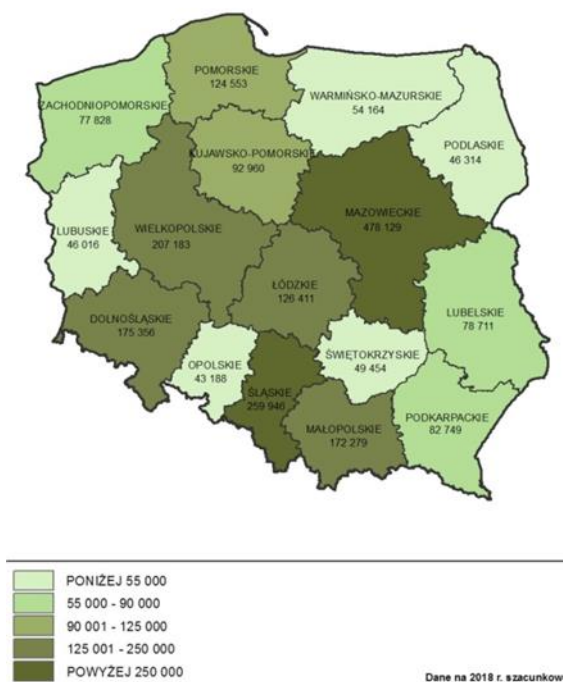 POMORSKIE
124 553
WARMIŃSKO-MAZURSKIE
54 164
ZACHODNIOPOMORSKIE
77 828
PODLASKIE
46 314
KUJAWSKO-POMORSKIE
92 960
MAZOWIECKIE
478 129
LUBUSKIE
46 016
WIELKOPOLSKIE
207 183
ŁÓDZKIE
126 411
LUBELSKIE
78 711
DOLNOŚLĄSKIE
175 356
OPOLSKIE
43 188
ŚWIĘTOKRZYSKIE
49 454
ŚLĄSKIE
259 946
MAŁOPOLSKIE
172 279
PODKARPACKIE
82 749
PONIŻEJ 55 000
55 000 - 90 000
90 001 - 125 000
125 001 - 250 000
POWYŻEJ 250 000
Dane na 2018 r. szacunkow